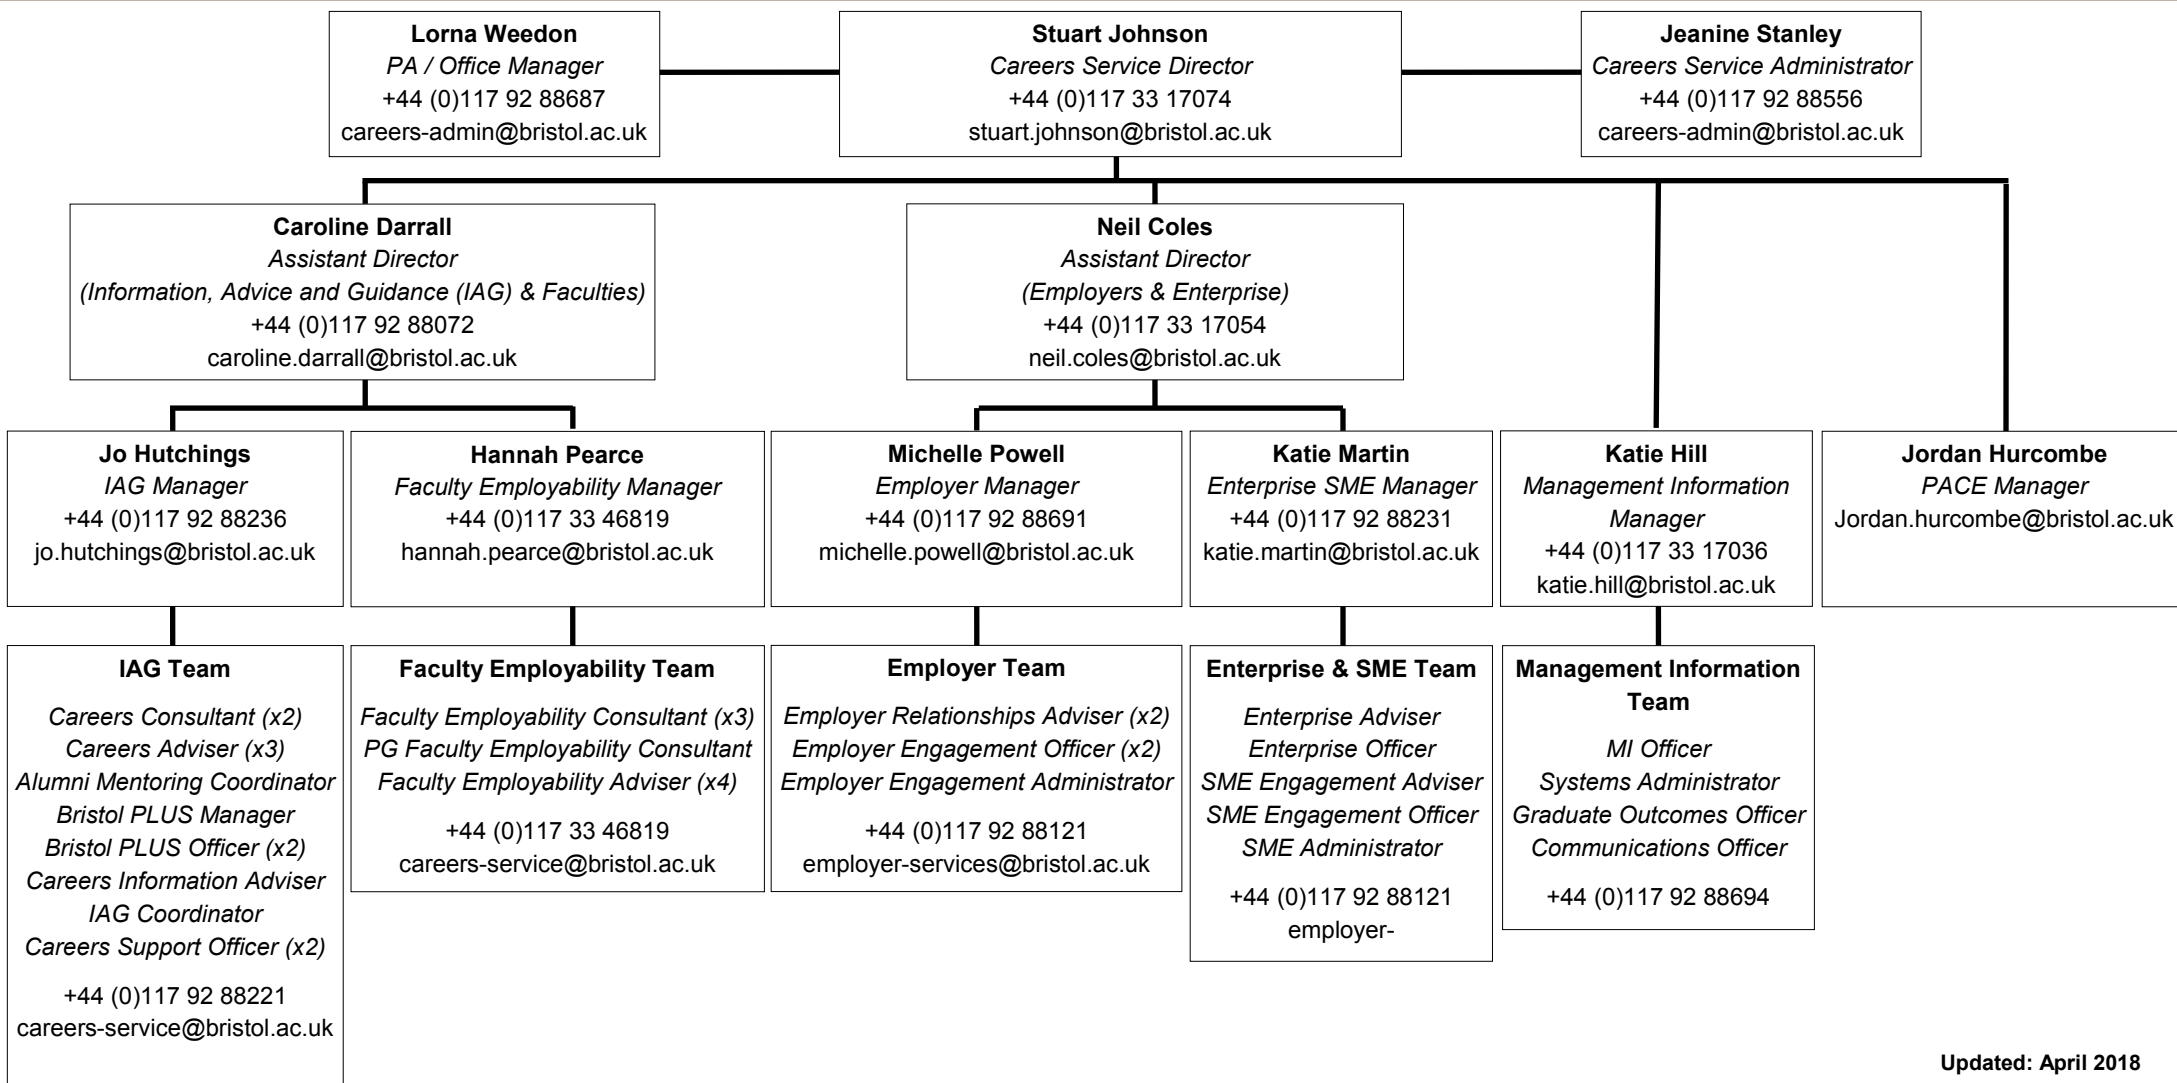 Lorna Weedon
PA / Office Manager
+44 (0)117 92 88687
careers-admin@bristol.ac.uk
Stuart Johnson
Careers Service Director
+44 (0)117 33 17074
stuart.johnson@bristol.ac.uk
Jeanine Stanley
Careers Service Administrator
+44 (0)117 92 88556
careers-admin@bristol.ac.uk
Caroline Darrall
Assistant Director
(Information, Advice and Guidance (IAG) & Faculties)
+44 (0)117 92 88072
caroline.darrall@bristol.ac.uk
Neil Coles
Assistant Director
(Employers & Enterprise)
+44 (0)117 33 17054
neil.coles@bristol.ac.uk
Jo Hutchings
IAG Manager
+44 (0)117 92 88236
jo.hutchings@bristol.ac.uk
Hannah Pearce
Faculty Employability Manager
+44 (0)117 33 46819
hannah.pearce@bristol.ac.uk
Michelle Powell
Employer Manager
+44 (0)117 92 88691
michelle.powell@bristol.ac.uk
Katie Martin
Enterprise SME Manager
+44 (0)117 92 88231
katie.martin@bristol.ac.uk
Katie Hill
Management Information
Manager
+44 (0)117 33 17036
katie.hill@bristol.ac.uk
Jordan Hurcombe
PACE Manager
Jordan.hurcombe@bristol.ac.uk
IAG Team
Careers Consultant (x2)
Careers Adviser (x3)
Alumni Mentoring Coordinator
Bristol PLUS Manager
Bristol PLUS Officer (x2)
Careers Information Adviser
IAG Coordinator
Careers Support Officer (x2)
+44 (0)117 92 88221
careers-service@bristol.ac.uk
Faculty Employability Team
Faculty Employability Consultant (x3)
PG Faculty Employability Consultant
Faculty Employability Adviser (x4)
+44 (0)117 33 46819
careers-service@bristol.ac.uk
Employer Team
Employer Relationships Adviser (x2)
Employer Engagement Officer (x2)
Employer Engagement Administrator
+44 (0)117 92 88121
employer-services@bristol.ac.uk
Enterprise & SME Team
Enterprise Adviser
Enterprise Officer
SME Engagement Adviser
SME Engagement Officer
SME Administrator
+44 (0)117 92 88121
employer-
Management Information
Team
MI Officer
Systems Administrator
Graduate Outcomes Officer
Communications Officer
+44 (0)117 92 88694
Updated: April 2018